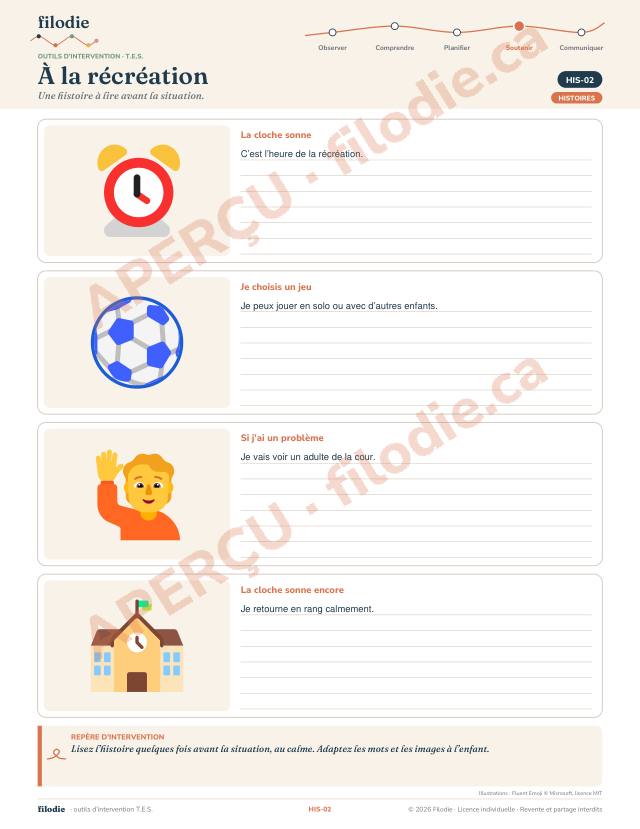 filodie
Observer Comprendre Planifier Soutenir Communiquer
OUTILS D'INTERVENTION · T.E.S.
À la récréation
Une histoire à lire avant la situation.
HIS-02
HISTOIRES
La cloche sonne
C'est l'heure de la récréation.
Je choisis un jeu
Je peux jouer en solo ou avec d'autres enfants.
Si j'ai un problème
Je vais voir un adulte de la cour.
La cloche sonne encore
Je retourne en rang calmement.
APERÇU · filodie.ca
APERÇU · filodie.ca
REPÈRE D'INTERVENTION
Lisez l'histoire quelques fois avant la situation, au calme. Adaptez les mots et les images à l'enfant.
Illustrations : Fluent Emoji © Microsoft, licence MIT
filodie · outils d'intervention T.E.S. HIS-02 © 2026 Filodie · Licence individuelle · Revente et partage interdits